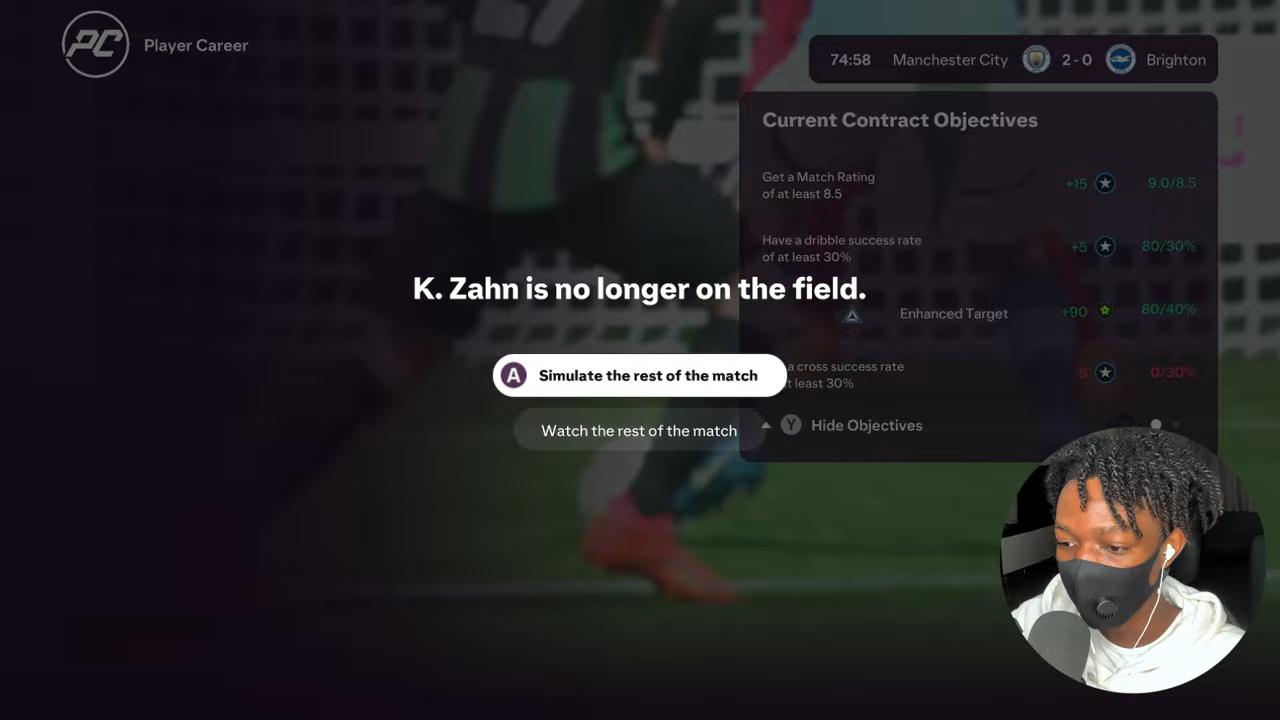 PC
Player Career
74:58 Manchester City 2 - 0 Brighton
Current Contract Objectives
Get a Match Rating
of at least 8.5
+15 9.0/8.5
Have a dribble success rate
of at least 30%
+5 80/30%
K. Zahn is no longer on the field.
Enhanced Target +90 80/40%
A Simulate the rest of the match
a cross success rate
t least 30%
-5 0/30%
Watch the rest of the match
Y Hide Objectives